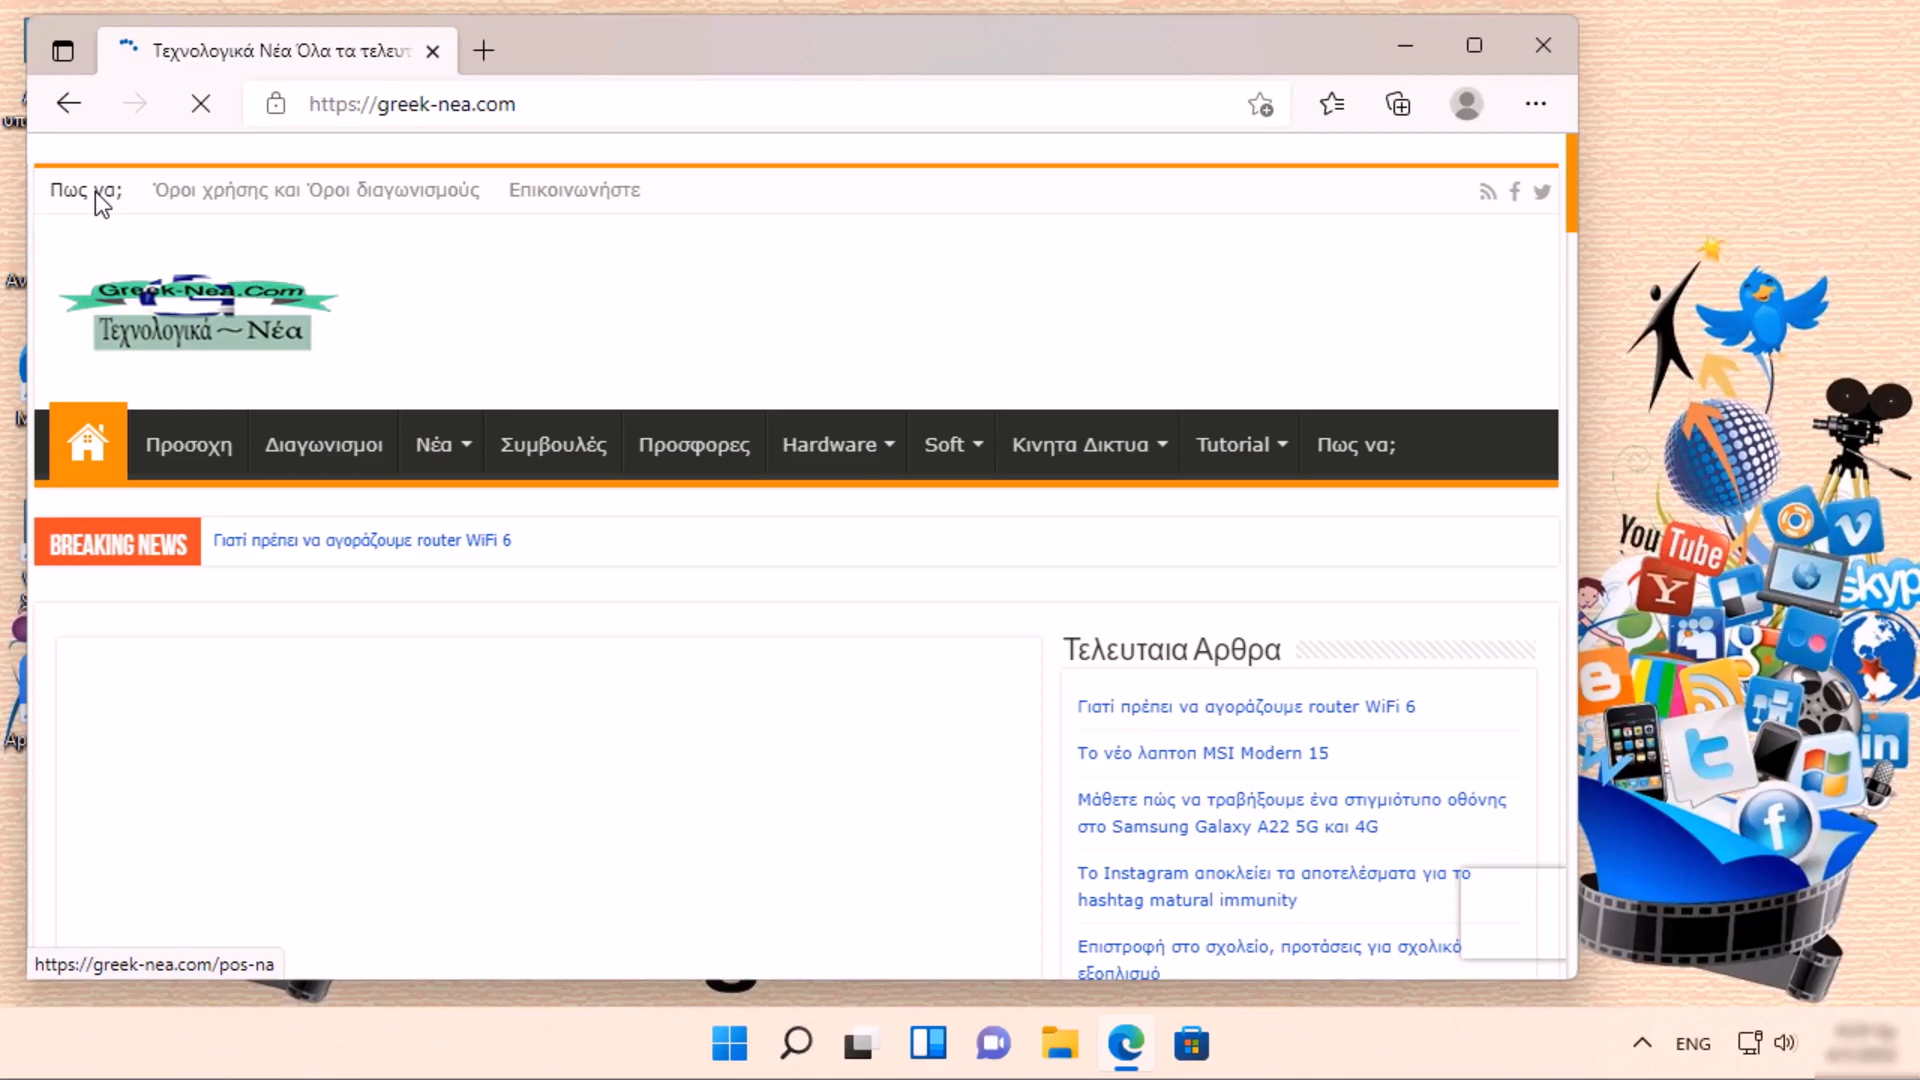 Τεχνολογικά Νέα Όλα τα τελευτ
https://greek-nea.com
Πως να;
Όροι χρήσης και Όροι διαγωνισμούς
Επικοινωνήστε
Greek-Nea.Com
Τεχνολογικά ~ Νέα
Προσοχη
Διαγωνισμοι
Νέα
Συμβουλές
Προσφορες
Hardware
Soft
Κινητα Δικτυα
Tutorial
Πως να;
BREAKING NEWS
Γιατί πρέπει να αγοράζουμε router WiFi 6
Τελευταια Αρθρα
Γιατί πρέπει να αγοράζουμε router WiFi 6
Το νέο λαπτοπ MSI Modern 15
Μάθετε πώς να τραβήξουμε ένα στιγμιότυπο οθόνης
στο Samsung Galaxy A22 5G και 4G
Το Instagram αποκλείει τα αποτελέσματα για το
hashtag matural immunity
Επιστροφή στο σχολείο, προτάσεις για σχολικό
εξοπλισμό
https://greek-nea.com/pos-na
You Tube
skyp
in
ENG